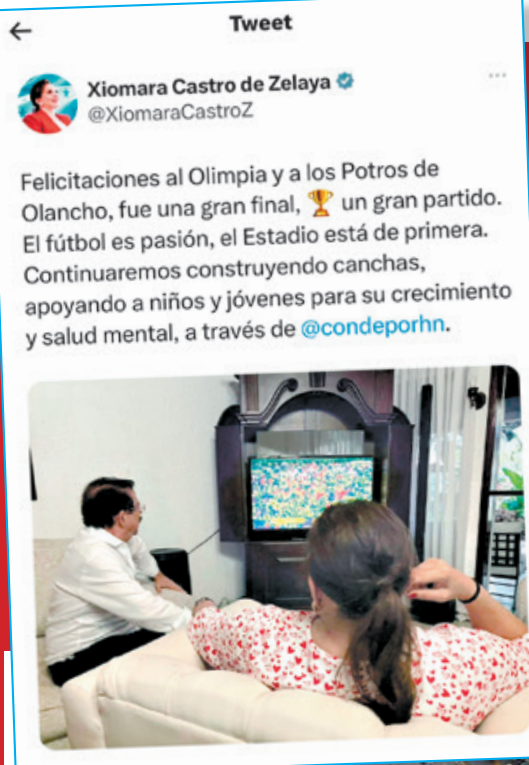 Tweet
Xiomara Castro de Zelaya
@XiomaraCastroZ
Felicitaciones al Olimpia y a los Potros de
Olancho, fue una gran final, 🏆 un gran partido.
El fútbol es pasión, el Estadio está de primera.
Continuaremos construyendo canchas,
apoyando a niños y jóvenes para su crecimiento
y salud mental, a través de @condeporhn.